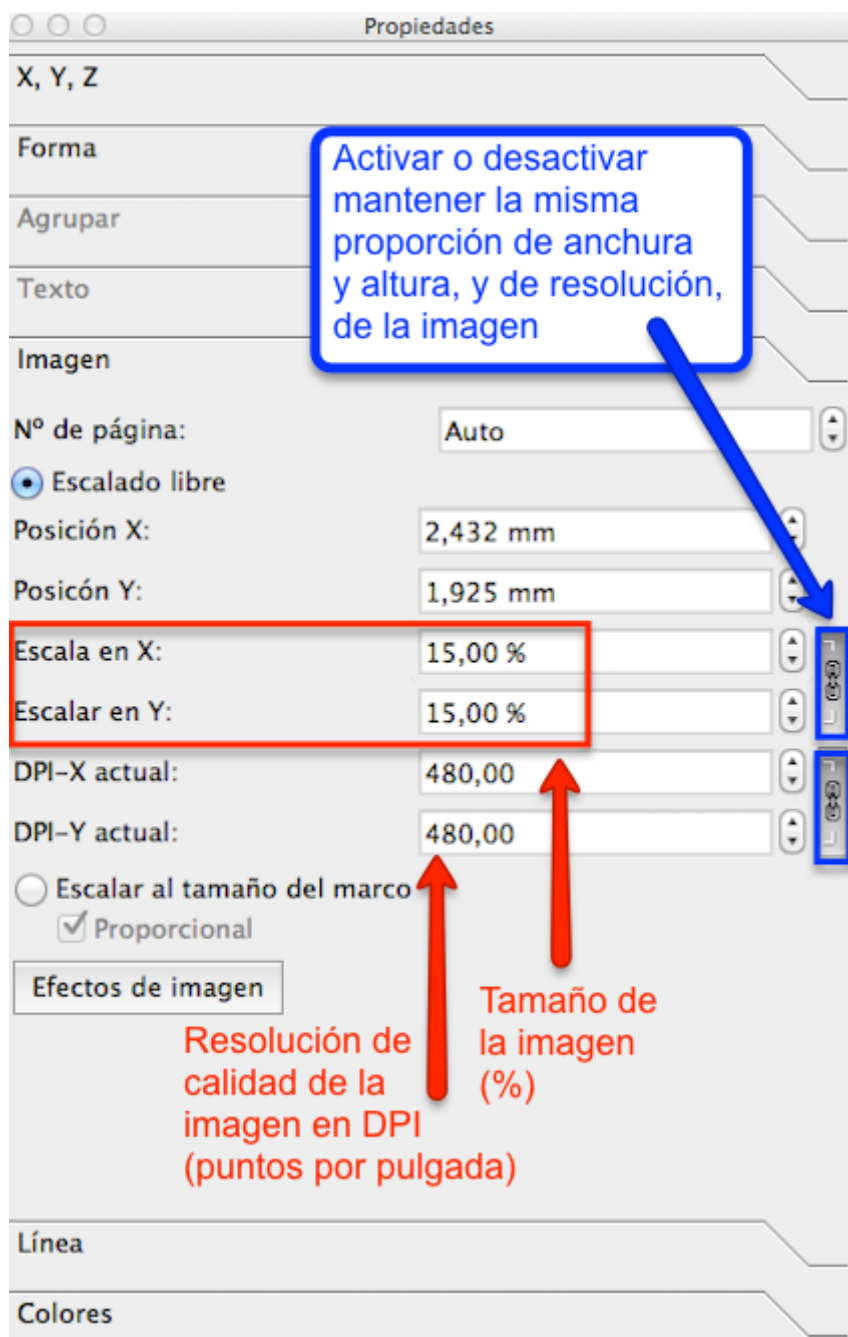 Propiedades
X, Y, Z
Forma
Activar o desactivar
mantener la misma
proporción de anchura
y altura, y de resolución,
de la imagen
Agrupar
Texto
Imagen
Nº de página:
Auto
Escalado libre
Posición X:
2,432 mm
Posicón Y:
1,925 mm
Escala en X:
15,00 %
Escalar en Y:
15,00 %
DPI-X actual:
480,00
DPI-Y actual:
480,00
Escalar al tamaño del marco
Proporcional
Efectos de imagen
Tamaño de
la imagen
(%)
Resolución de
calidad de la
imagen en DPI
(puntos por pulgada)
Línea
Colores